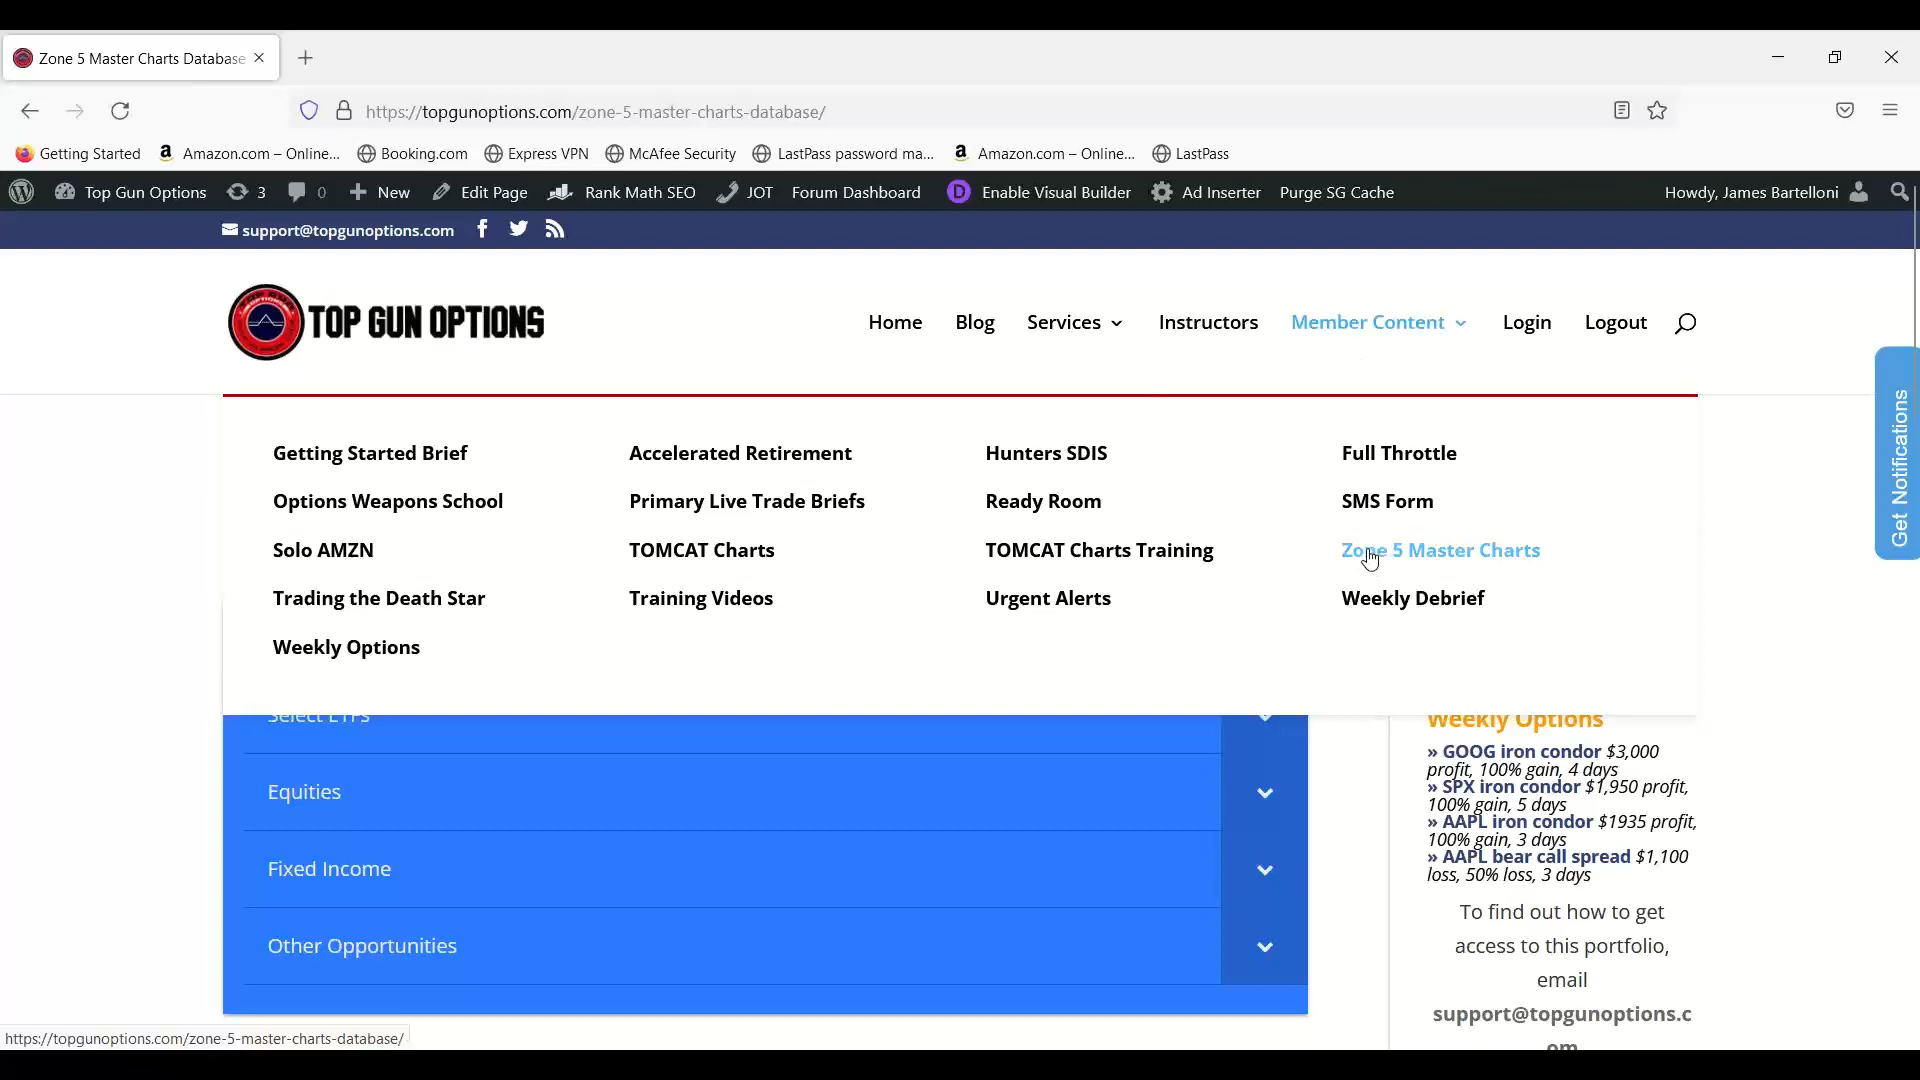 Zone 5 Master Charts Database
https://topgunoptions.com/zone-5-master-charts-database/
Getting Started Amazon.com – Online... Booking.com Express VPN McAfee Security LastPass password ma... Amazon.com – Online... LastPass
Top Gun Options 3 0 New Edit Page Rank Math SEO JOT Forum Dashboard D Enable Visual Builder Ad Inserter Purge SG Cache Howdy, James Bartelloni
support@topgunoptions.com
TOP GUN OPTIONS
Home Blog Services Instructors Member Content Login Logout
Get Notifications
Getting Started Brief Accelerated Retirement Hunters SDIS Full Throttle
Options Weapons School Primary Live Trade Briefs Ready Room SMS Form
Solo AMZN TOMCAT Charts TOMCAT Charts Training Zone 5 Master Charts
Trading the Death Star Training Videos Urgent Alerts Weekly Debrief
Weekly Options
Select ETFs
Equities
Fixed Income
Other Opportunities
Weekly Options
» GOOG iron condor $3,000
profit, 100% gain, 4 days
» SPX iron condor $1,950 profit,
100% gain, 5 days
» AAPL iron condor $1935 profit,
100% gain, 3 days
» AAPL bear call spread $1,100
loss, 50% loss, 3 days
To find out how to get
access to this portfolio,
email
support@topgunoptions.c
om
https://topgunoptions.com/zone-5-master-charts-database/